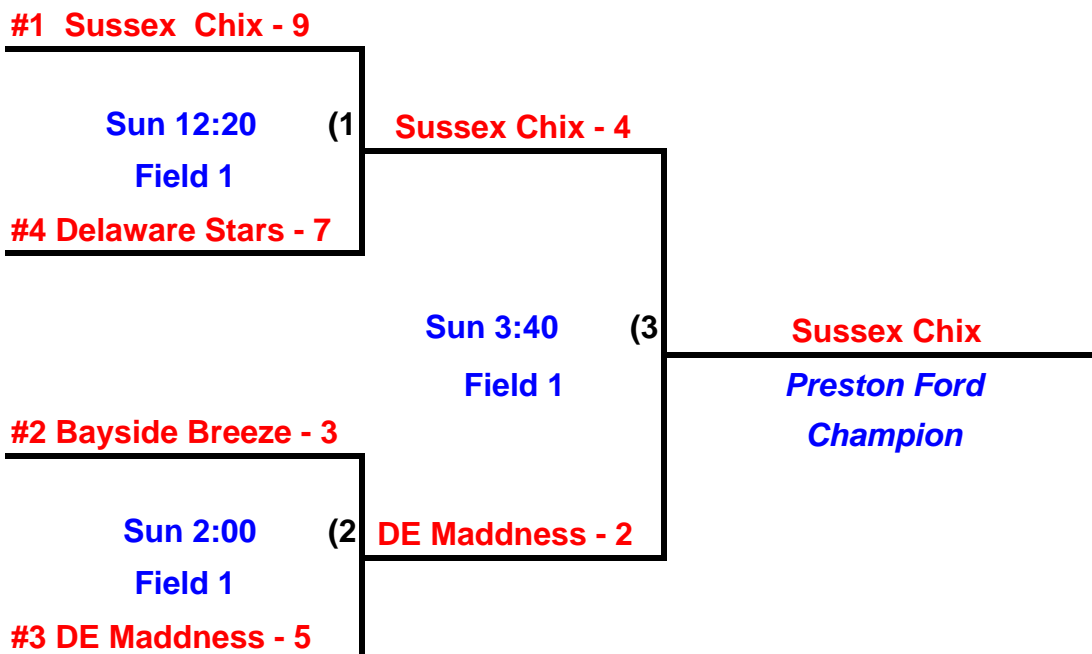 #1  Sussex  Chix - 9
Sun 12:20 (1
Field 1
#4 Delaware Stars - 7
Sussex Chix - 4
Sun 3:40 (3
Field 1
Sussex Chix
Preston Ford
Champion
#2 Bayside Breeze - 3
Sun 2:00 (2
Field 1
#3 DE Maddness - 5
DE Maddness - 2